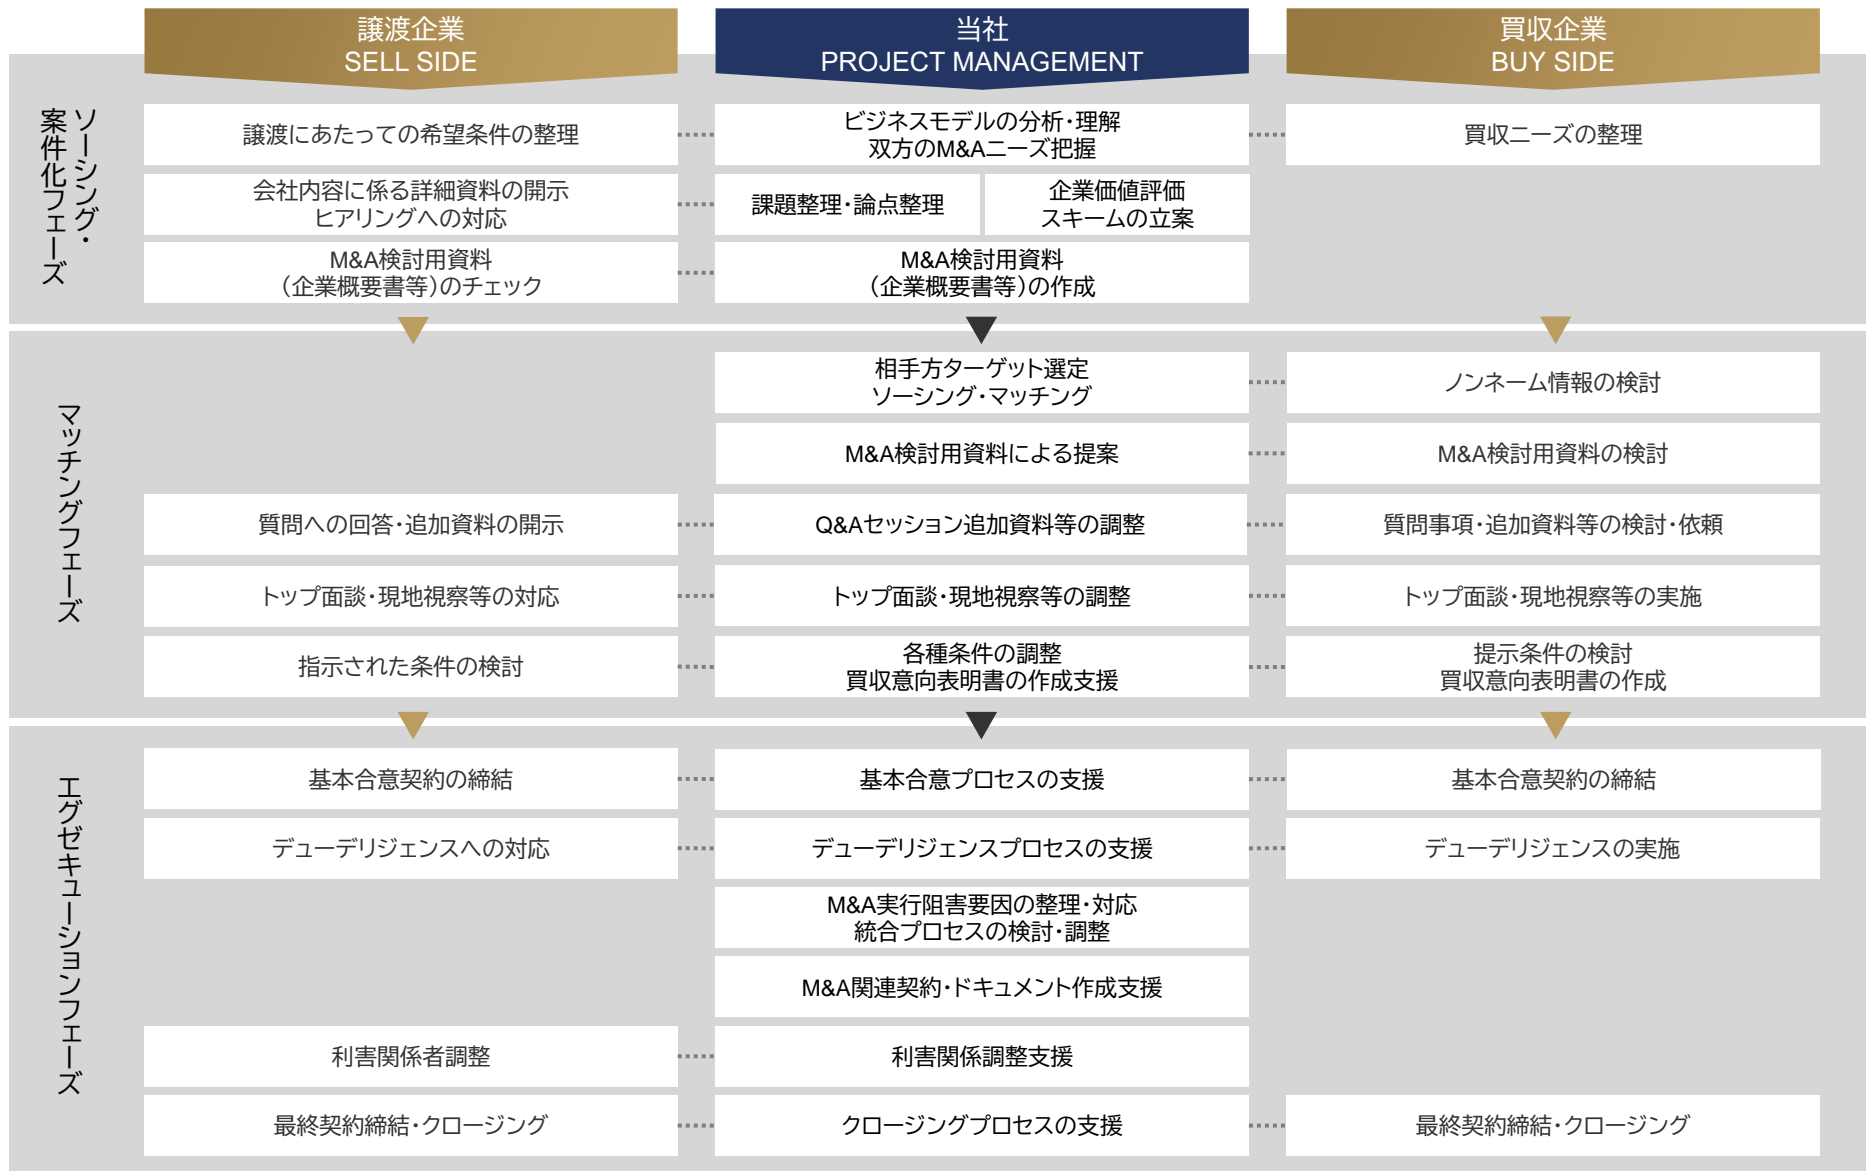 譲渡企業
SELL SIDE
当社
PROJECT MANAGEMENT
買収企業
BUY SIDE
ソーシング・
案件化フェーズ
譲渡にあたっての希望条件の整理
ビジネスモデルの分析・理解
双方のM&Aニーズ把握
買収ニーズの整理
会社内容に係る詳細資料の開示
ヒアリングへの対応
課題整理・論点整理
企業価値評価
スキームの立案
M&A検討用資料
（企業概要書等）のチェック
M&A検討用資料
（企業概要書等）の作成
マッチングフェーズ
相手方ターゲット選定
ソーシング・マッチング
ノンネーム情報の検討
M&A検討用資料による提案
M&A検討用資料の検討
質問への回答・追加資料の開示
Q&Aセッション追加資料等の調整
質問事項・追加資料等の検討・依頼
トップ面談・現地視察等の対応
トップ面談・現地視察等の調整
トップ面談・現地視察等の実施
指示された条件の検討
各種条件の調整
買収意向表明書の作成支援
提示条件の検討
買収意向表明書の作成
エグゼキューションフェーズ
基本合意契約の締結
基本合意プロセスの支援
基本合意契約の締結
デューデリジェンスへの対応
デューデリジェンスプロセスの支援
デューデリジェンスの実施
M&A実行阻害要因の整理・対応
統合プロセスの検討・調整
M&A関連契約・ドキュメント作成支援
利害関係者調整
利害関係調整支援
最終契約締結・クロージング
クロージングプロセスの支援
最終契約締結・クロージング